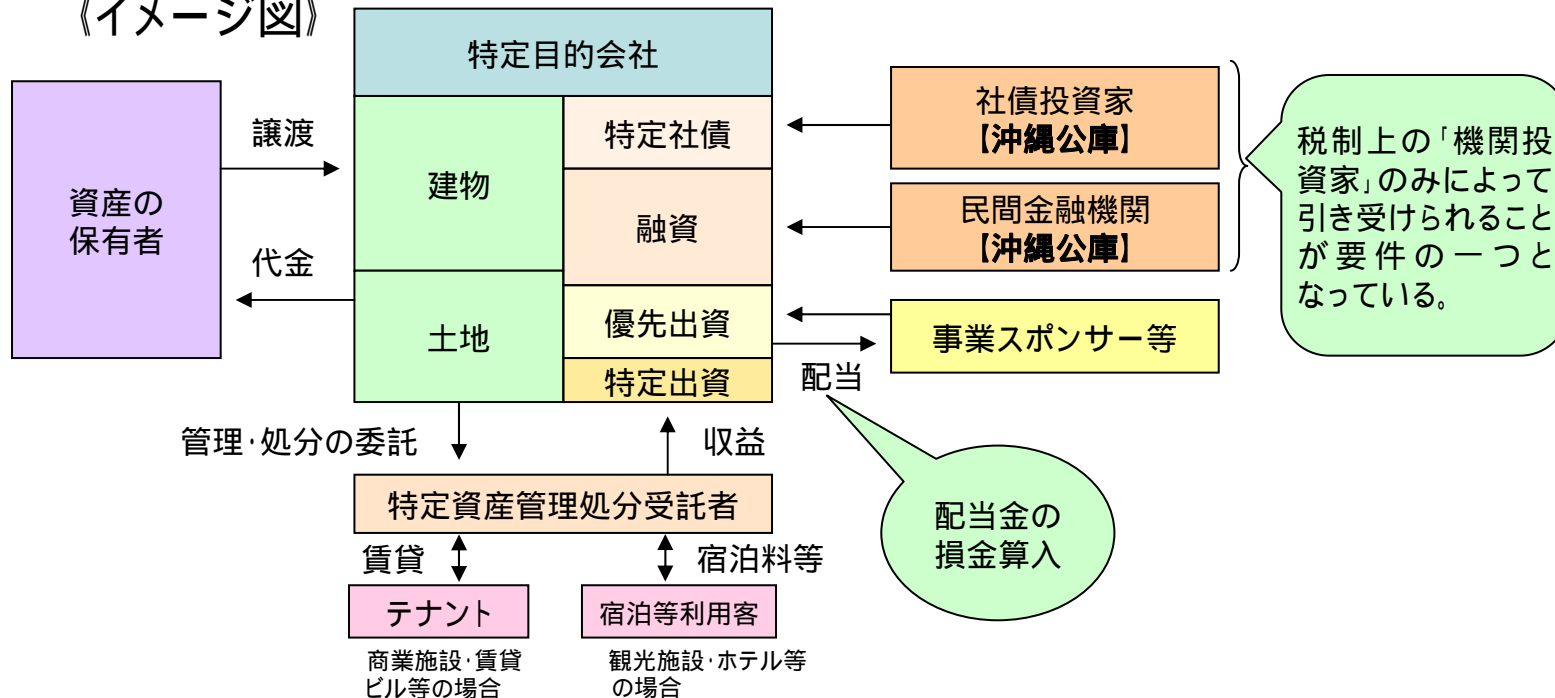 《イメージ図》
特定目的会社
資産の
保有者
譲渡
代金
建物
土地
特定社債
融資
優先出資
特定出資
社債投資家
【沖縄公庫】
民間金融機関
【沖縄公庫】
事業スポンサー等
配当
税制上の「機関投
資家」のみによって
引き受けられること
が要件の一つと
なっている。
管理・処分の委託
収益
特定資産管理処分受託者
配当金の
損金算入
賃貸
宿泊料等
テナント
宿泊等利用客
商業施設・賃貸
ビル等の場合
観光施設・ホテル等
の場合